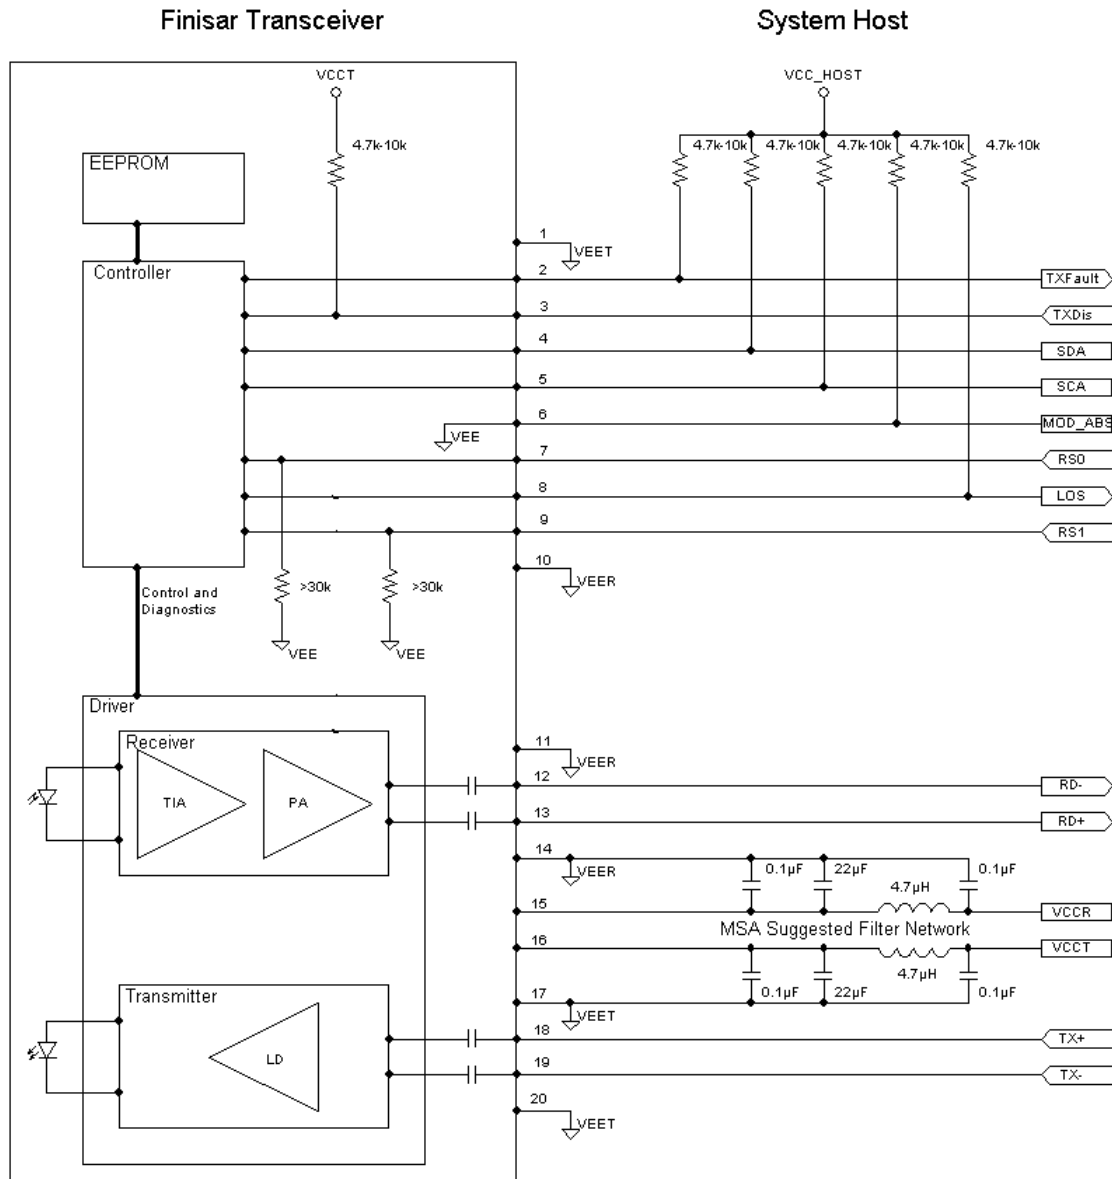 Finisar Transceiver
System Host
VCCT
VCC_HOST
4.7k-10k
4.7k-10k
4.7k-10k
4.7k-10k
4.7k-10k
4.7k-10k
EEPROM
1
VEET
Controller
2
TXFault
3
TXDis
4
SDA
5
SCA
6
VEE
MOD_ABS
7
RS0
8
LOS
9
RS1
10
VEER
>30k
>30k
Control and
Diagnostics
VEE
VEE
Driver
Receiver
TIA
PA
11
VEER
12
RD-
13
RD+
14
VEER
0.1µF
22µF
4.7µH
0.1µF
15
VCCR
MSA Suggested Filter Network
16
VCCT
4.7µH
0.1µF
22µF
0.1µF
17
VEET
Transmitter
LD
18
TX+
19
TX-
20
VEET